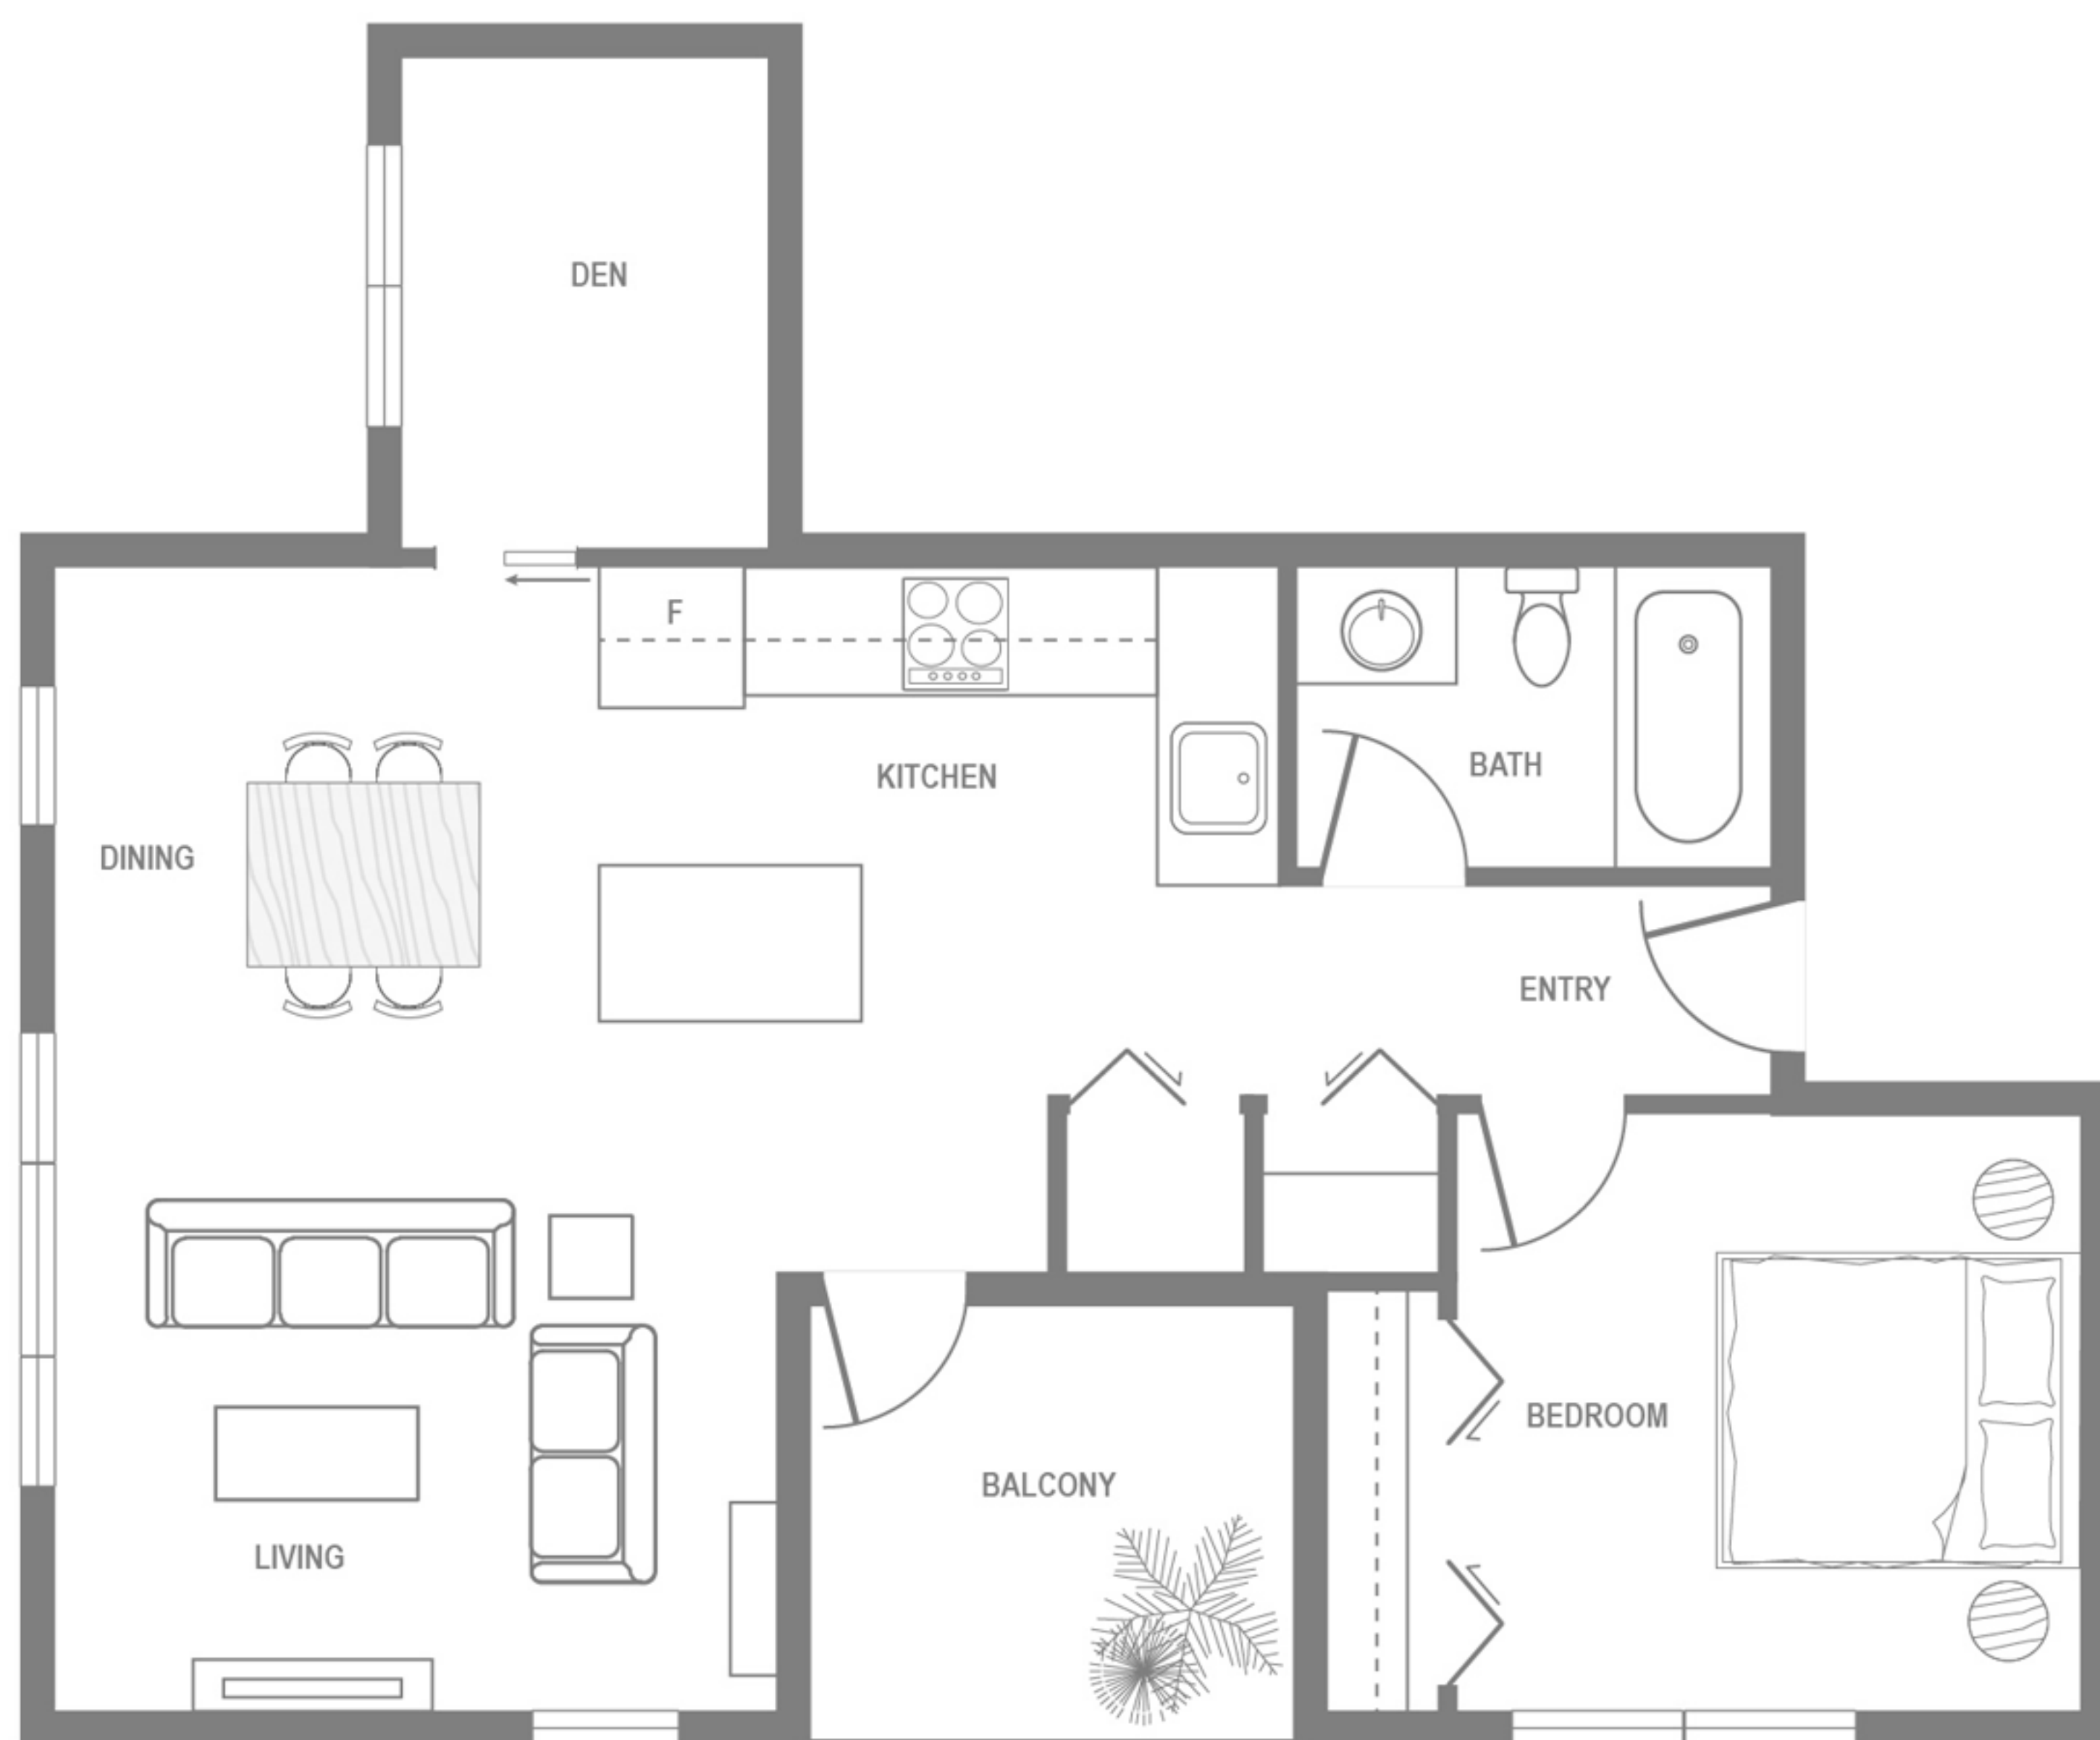 DEN
F
KITCHEN
BATH
DINING
ENTRY
BEDROOM
BALCONY
LIVING